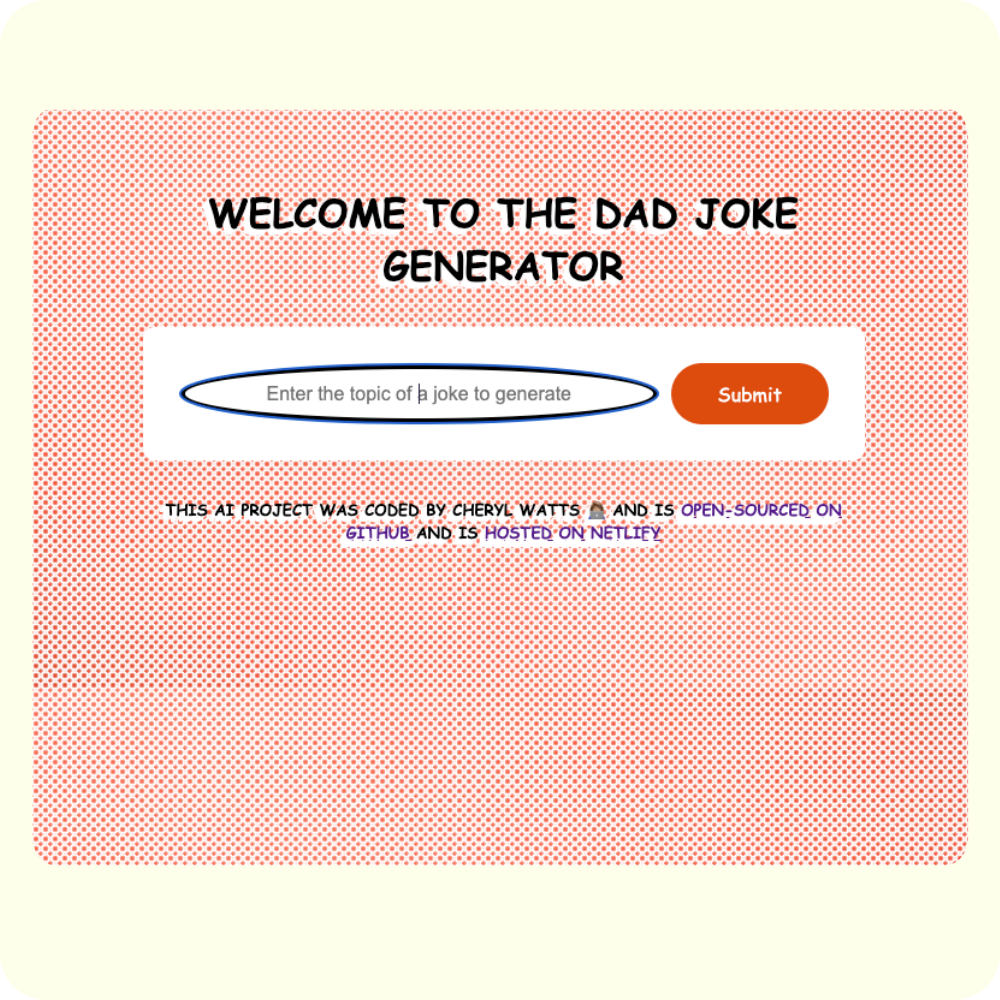 WELCOME TO THE DAD JOKE
GENERATOR
Enter the topic of a joke to generate
Submit
THIS AI PROJECT WAS CODED BY CHERYL WATTS 👩🏽‍💻 AND IS OPEN-SOURCED ON
GITHUB AND IS HOSTED ON NETLIFY